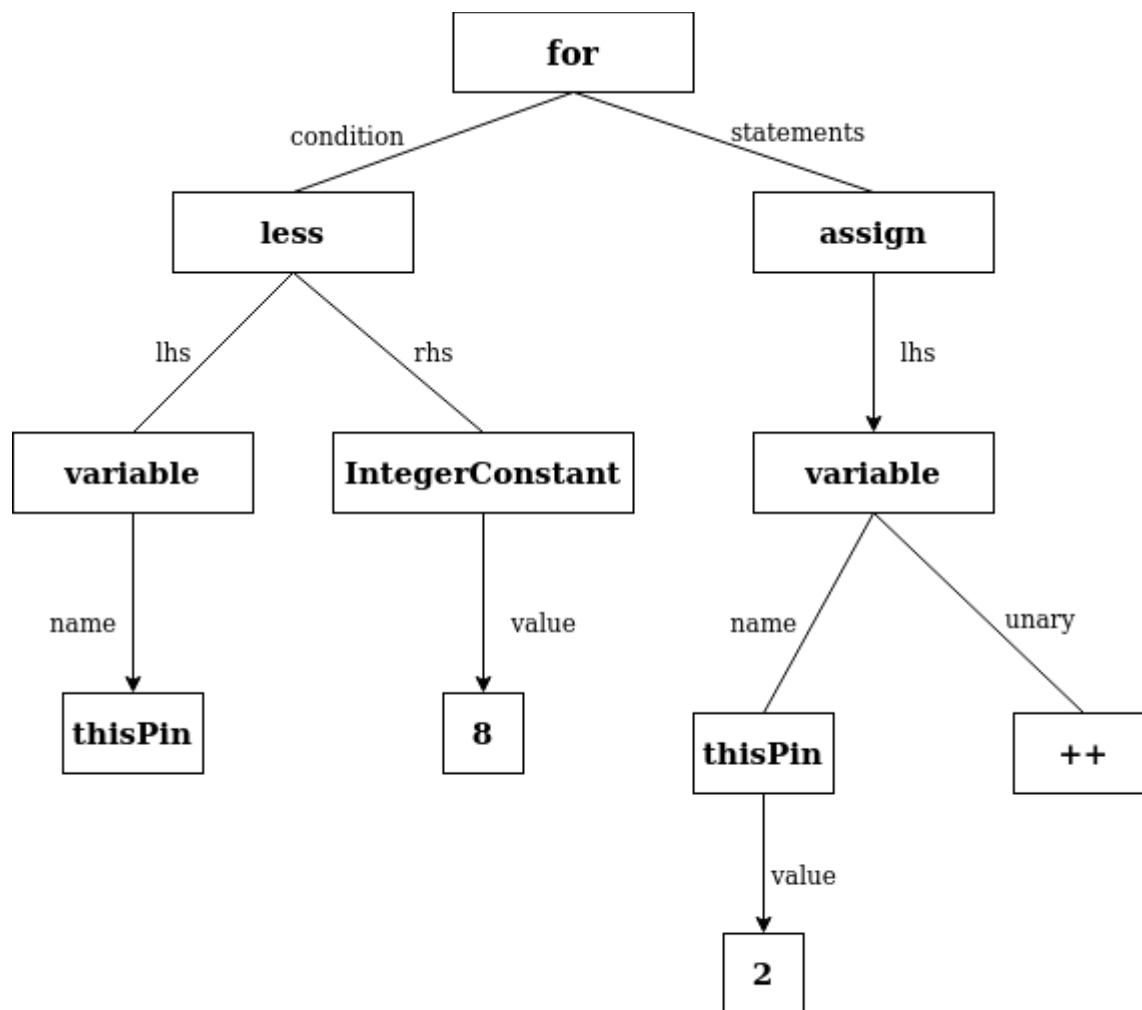 for
condition
statements
less
assign
lhs
rhs
lhs
variable
IntegerConstant
variable
name
value
name
unary
thisPin
8
thisPin
++
value
2